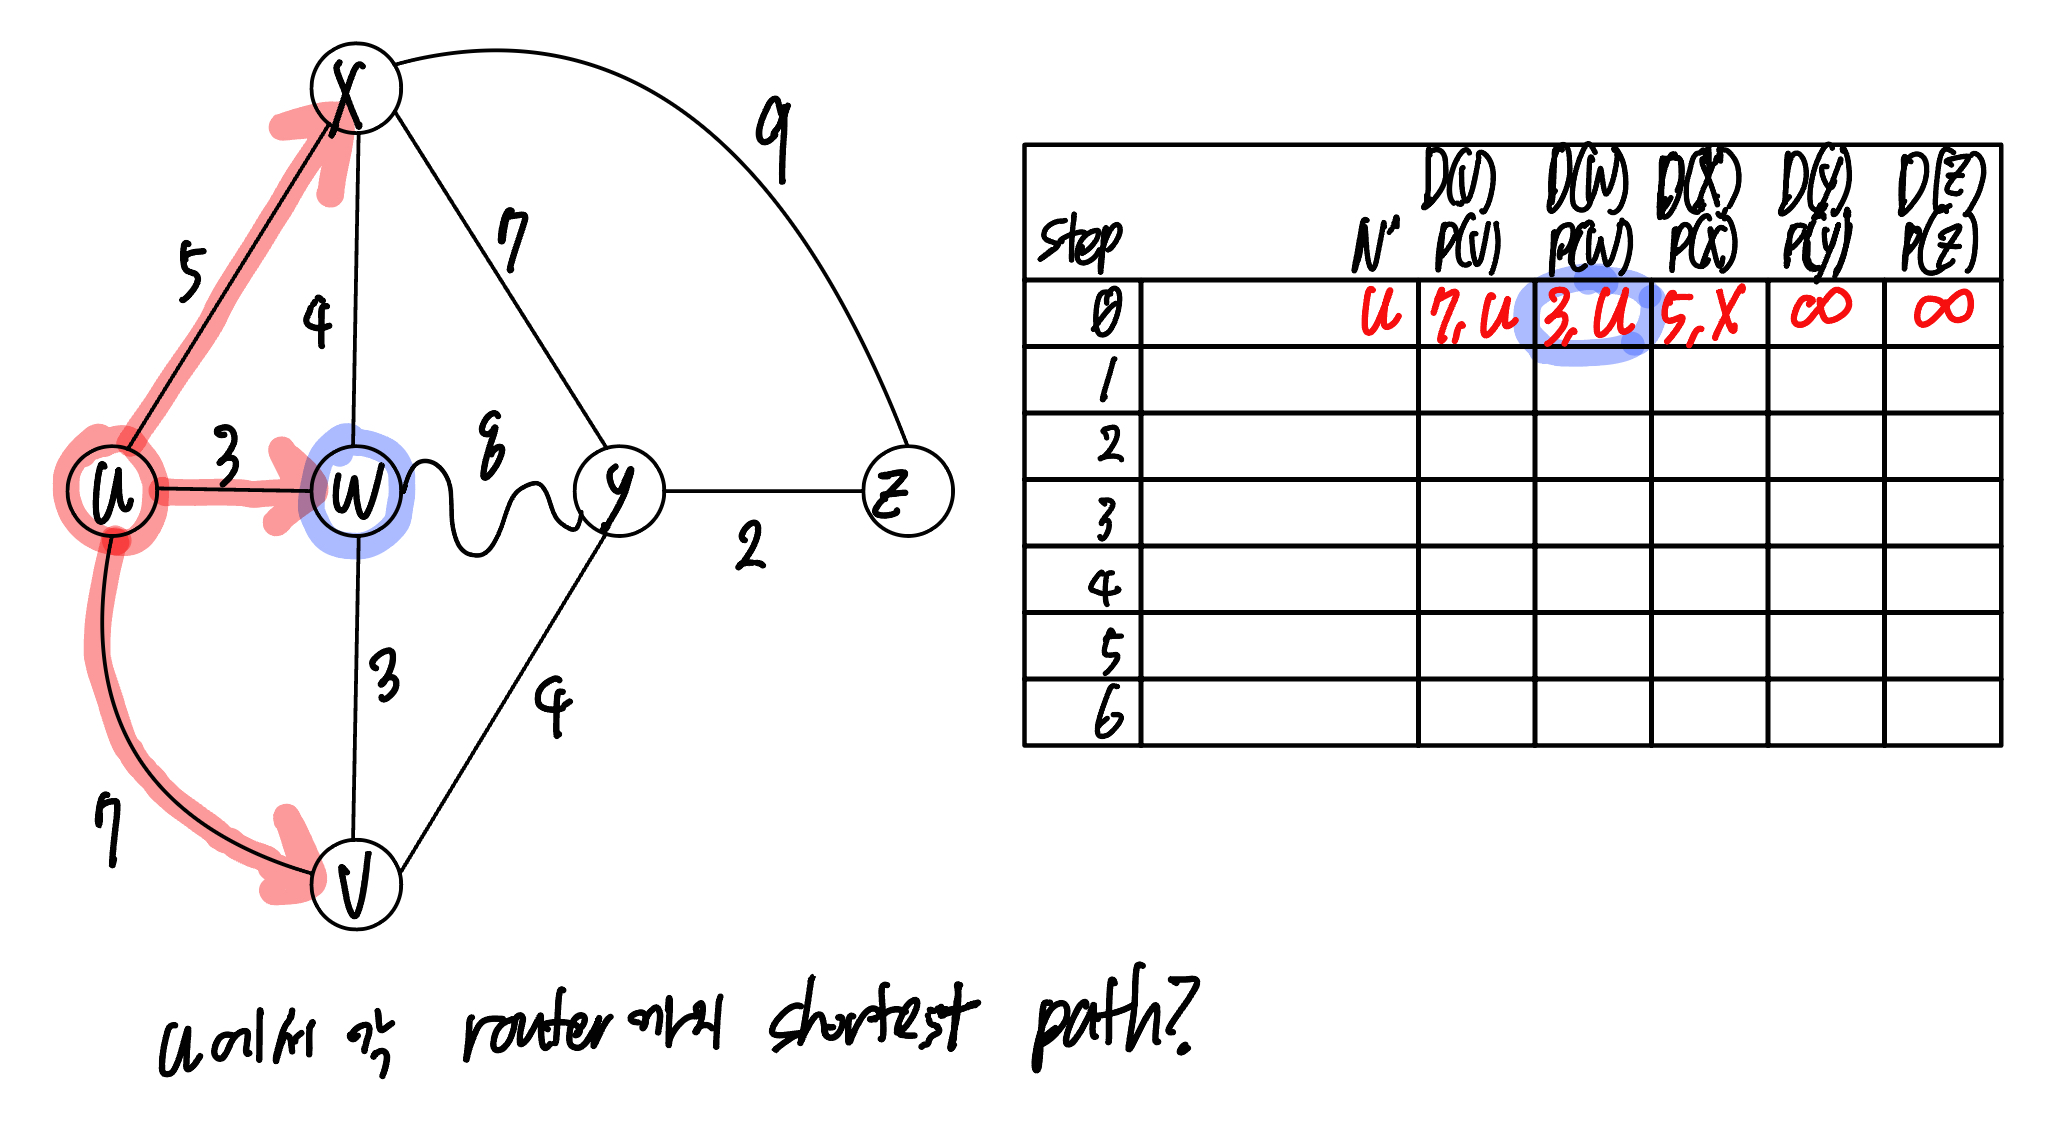 X
9
5
7
4
3
8
u
w
y
z
2
3
4
7
v
u에서 각 router까지의 shortest path?
D(v) D(w) D(x) D(y) D(z)
Step N' P(v) P(w) P(x) P(y) P(z)
0 u 7,u 3,u 5,x ∞ ∞
1
2
3
4
5
6